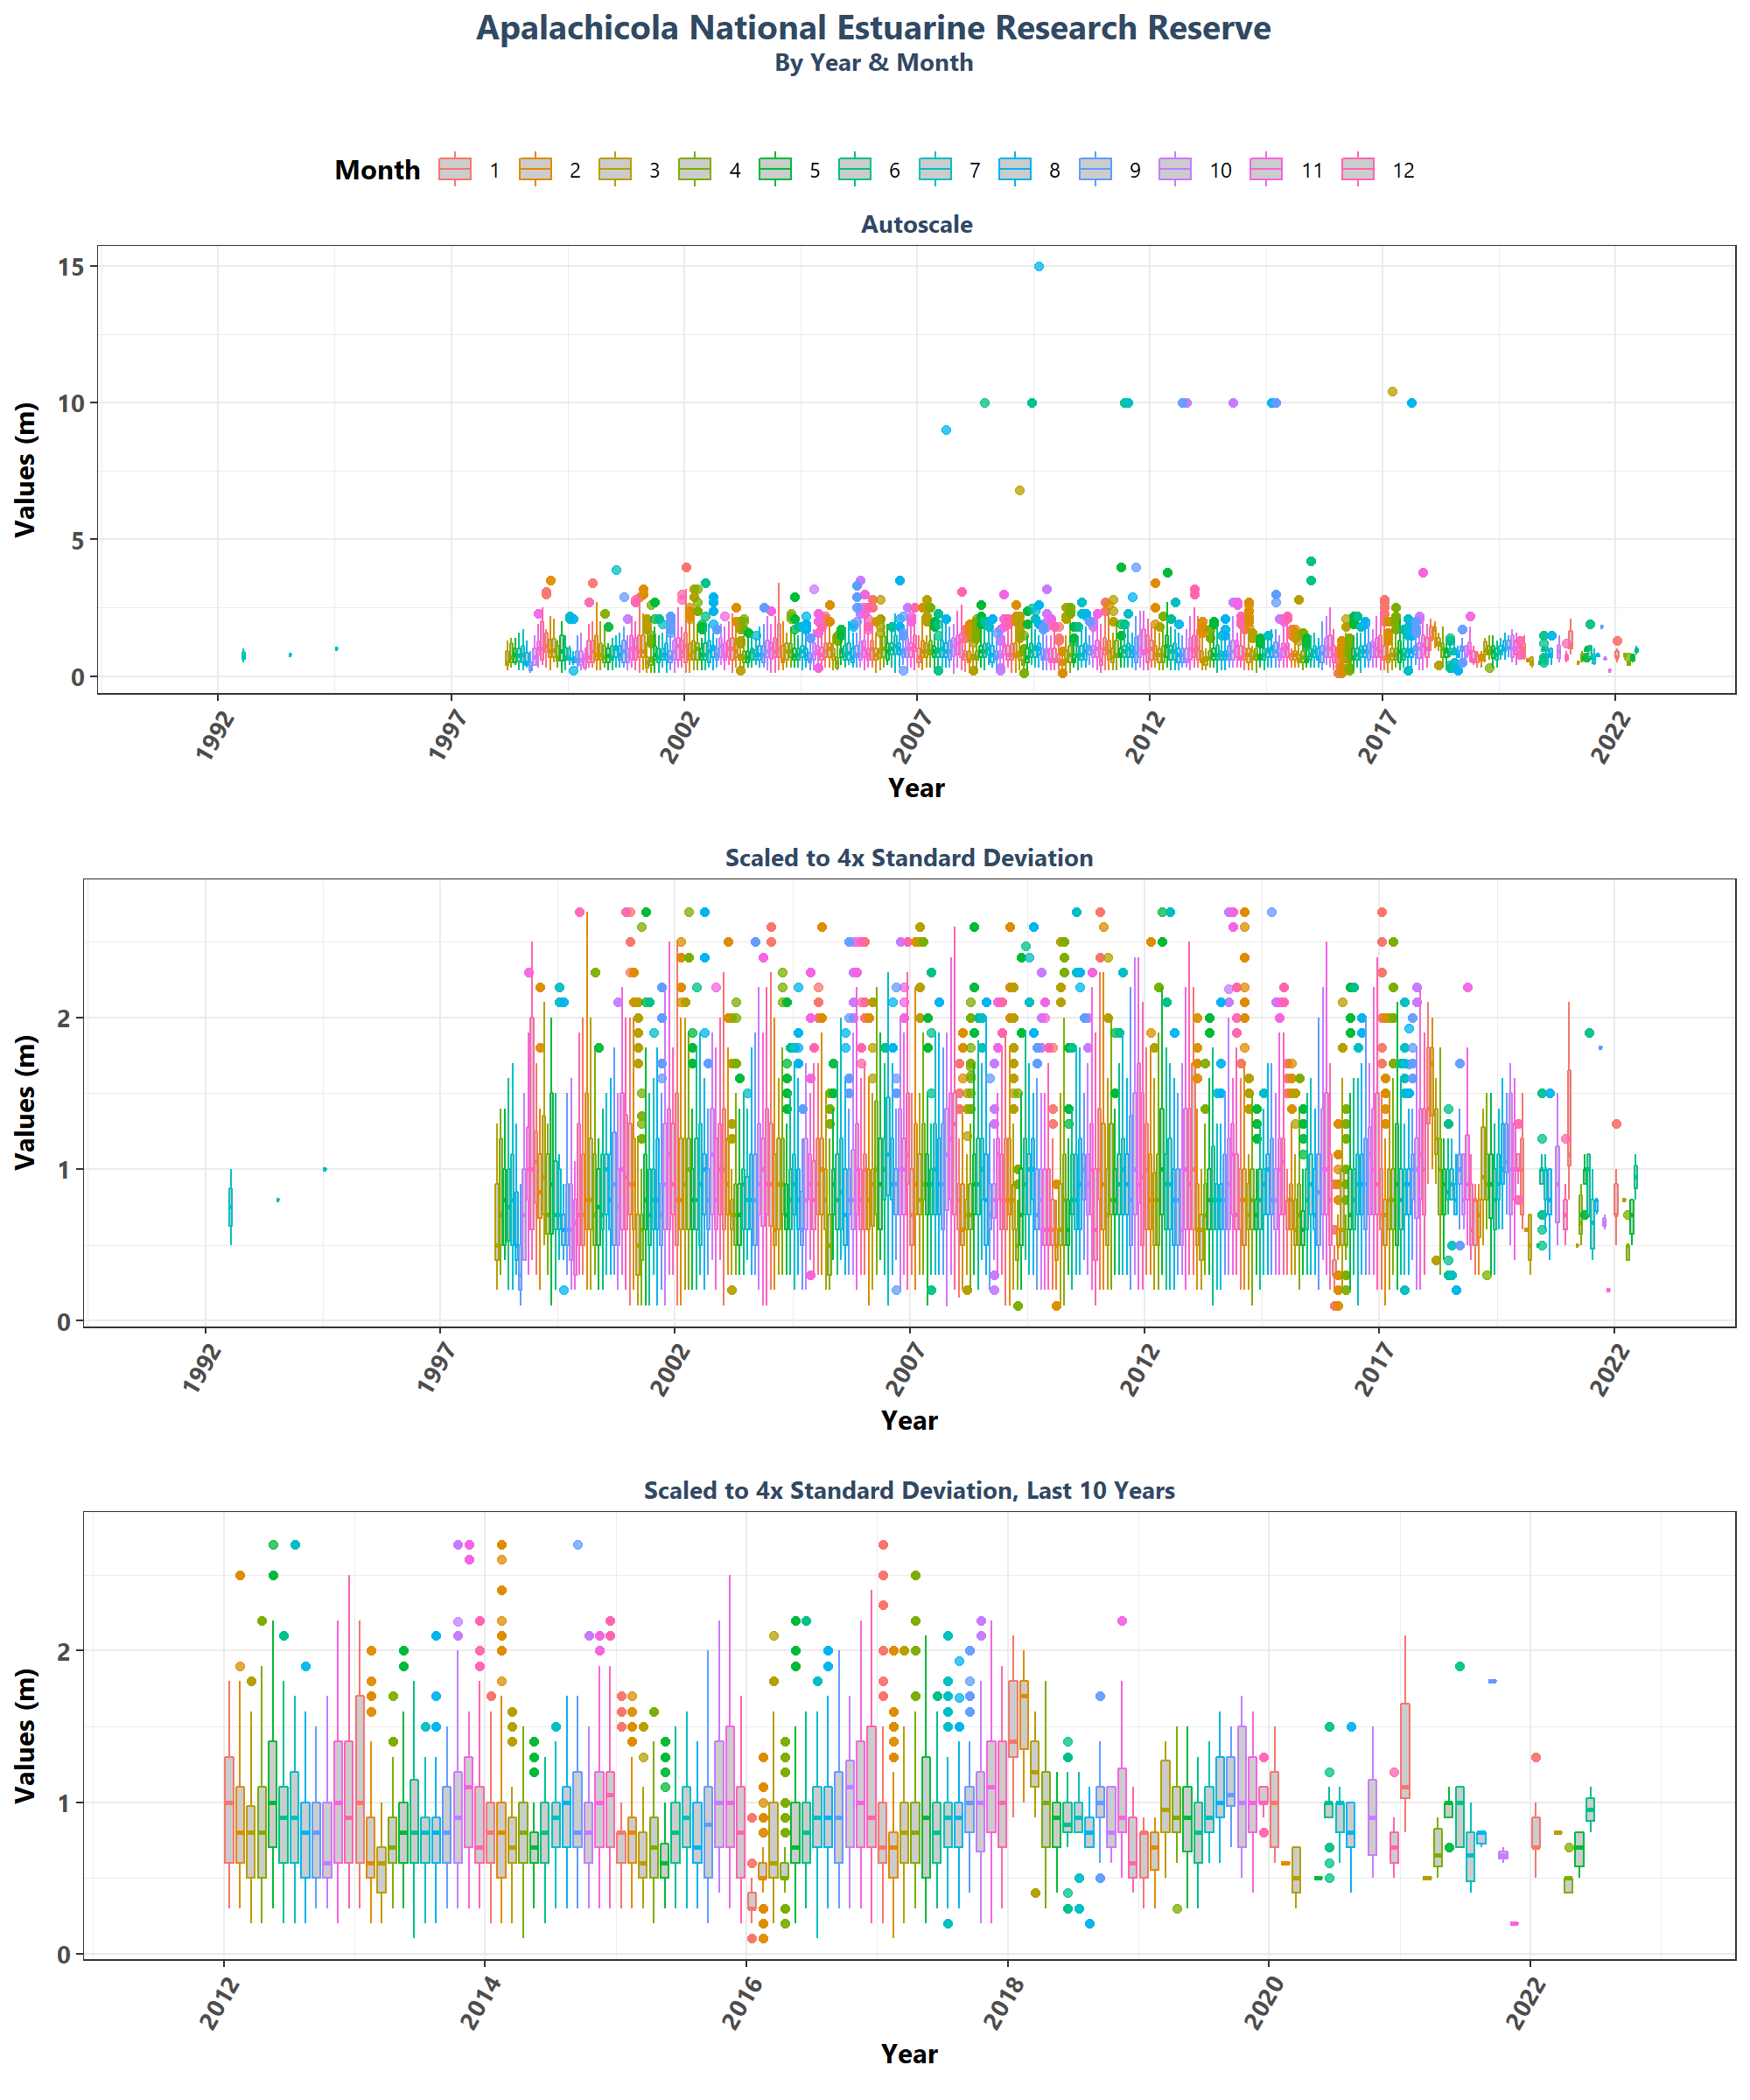 Apalachicola National Estuarine Research Reserve
By Year & Month
Month 1 2 3 4 5 6 7 8 9 10 11 12
Autoscale
Values (m)
15
10
5
0
1992 1997 2002 2007 2012 2017 2022
Year
Scaled to 4x Standard Deviation
Values (m)
2
1
0
1992 1997 2002 2007 2012 2017 2022
Year
Scaled to 4x Standard Deviation, Last 10 Years
Values (m)
2
1
0
2012 2014 2016 2018 2020 2022
Year